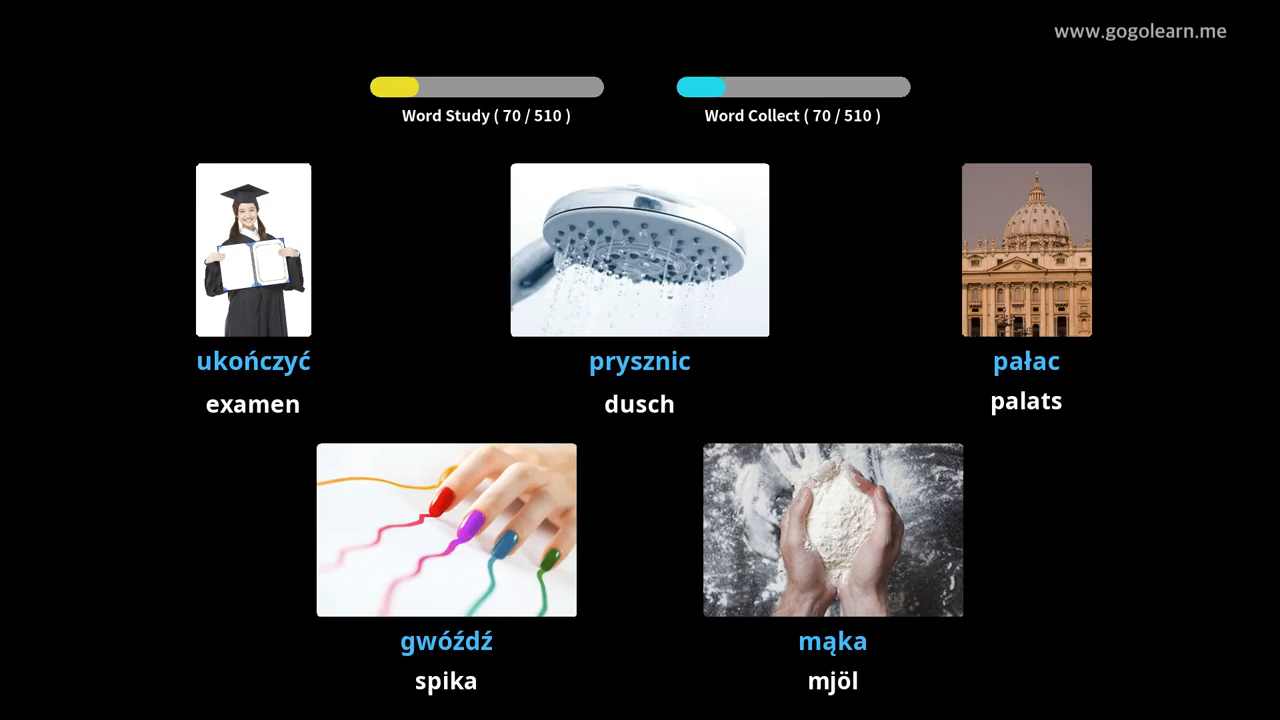 www.gogolearn.me
Word Study ( 70 / 510 )
Word Collect ( 70 / 510 )
ukończyć
examen
prysznic
dusch
pałac
palats
gwóźdź
spika
mąka
mjöl